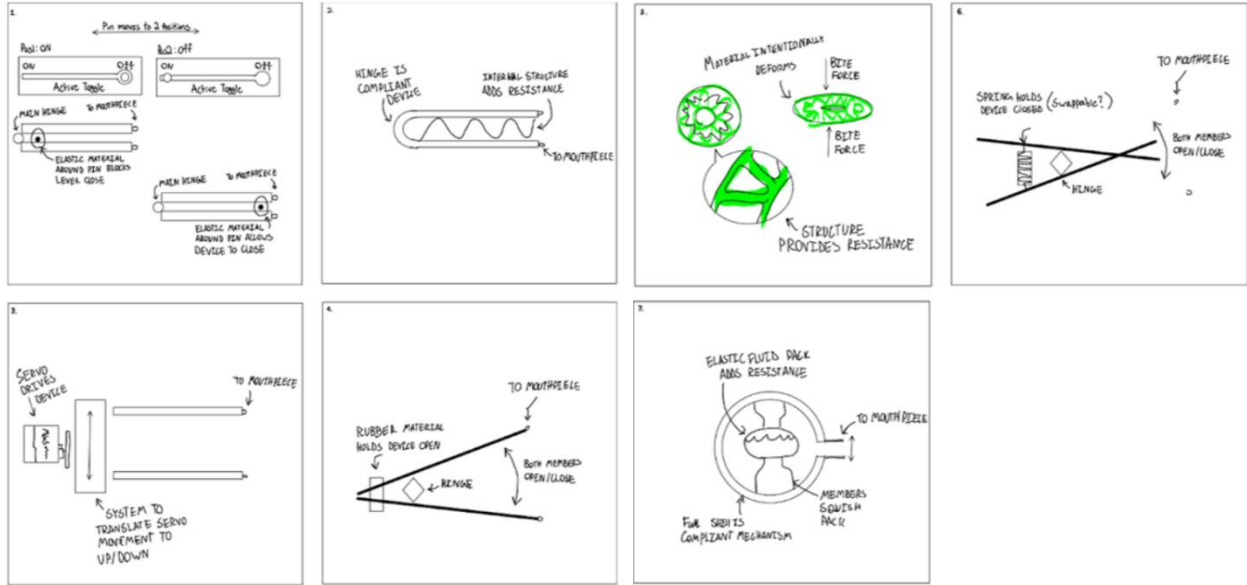 1.
Pin moves to 2 Positions
Pos1: ON
Pos2: Off
ON
Off
Active Toggle
ON
Off
Active Toggle
MAIN HINGE
TO MOUTHPIECE
ELASTIC MATERIAL
AROUND PIN BLOCKS
LEVEL CLOSE
MAIN HINGE
TO MOUTHPIECE
ELASTIC MATERIAL
AROUND PIN ALLOWS
DEVICE TO CLOSE
2.
HINGE IS
COMPLIANT
DEVICE
INTERNAL STRUCTURE
ADDS RESISTANCE
TO MOUTHPIECE
MATERIAL INTENTIONALLY
DEFORMS
BITE
FORCE
BITE
FORCE
STRUCTURE
PROVIDES RESISTANCE
6.
TO MOUTHPIECE
SPRING HOLDS
DEVICE CLOSED (Swappable?)
BOTH MEMBERS
OPEN/CLOSE
HINGE
3.
SERVO
DRIVES
DEVICE
TO MOUTHPIECE
SYSTEM TO
TRANSLATE SERVO
MOVEMENT TO
UP/DOWN
4.
TO MOUTHPIECE
RUBBER MATERIAL
HOLDS DEVICE OPEN
BOTH MEMBERS
OPEN/CLOSE
HINGE
7.
ELASTIC FLUID PACK
ADDS RESISTANCE
TO MOUTHPIECE
MEMBERS
SQUISH
PACK
FULL SHELL IS
COMPLIANT MECHANISM